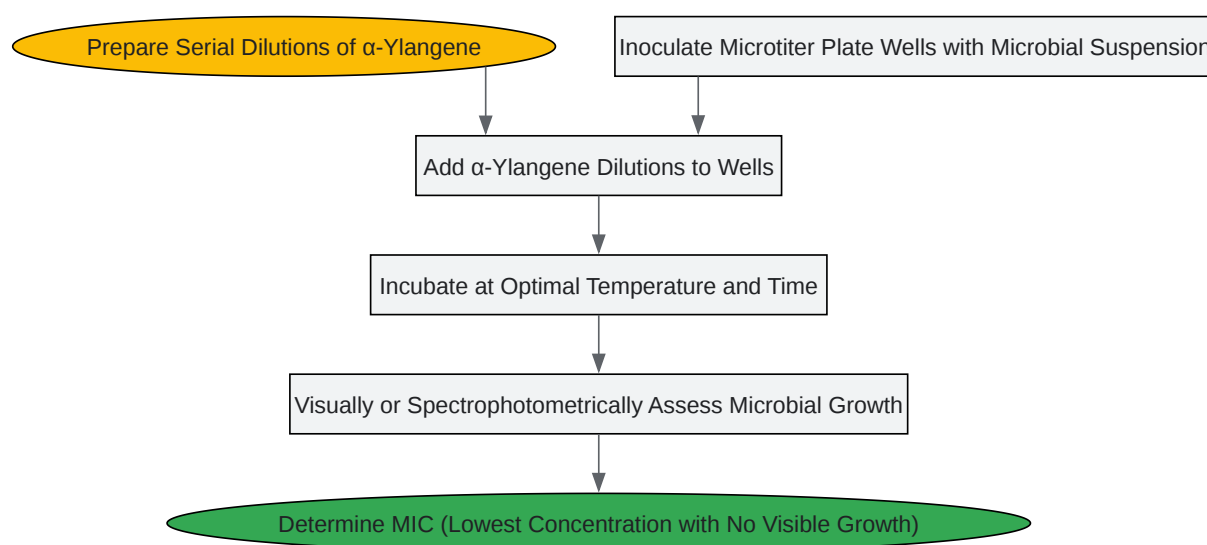 Prepare Serial Dilutions of α-Ylangene
Inoculate Microtiter Plate Wells with Microbial Suspension
Add α-Ylangene Dilutions to Wells
Incubate at Optimal Temperature and Time
Visually or Spectrophotometrically Assess Microbial Growth
Determine MIC (Lowest Concentration with No Visible Growth)